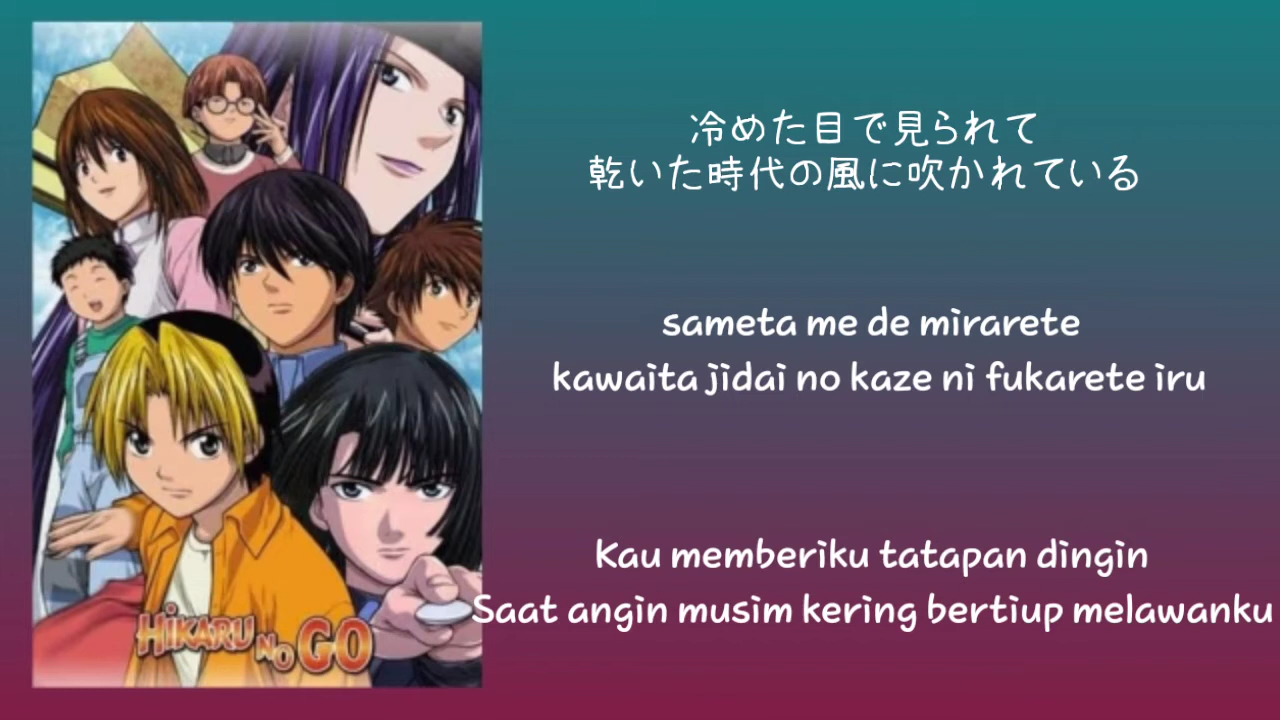 冷めた目で見られて
乾いた時代の風に吹かれている
sameta me de mirarete
kawaita jidai no kaze ni fukarete iru
Kau memberiku tatapan dingin
Saat angin musim kering bertiup melawanku
HIKARU NO GO